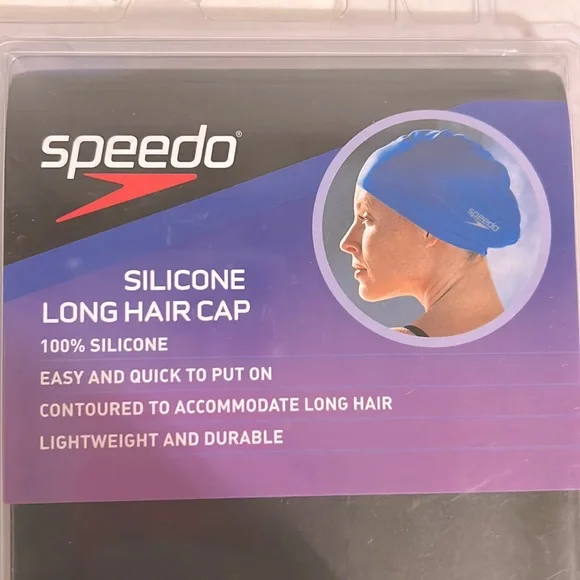 speedo®
speedo
SILICONE
LONG HAIR CAP
100% SILICONE
EASY AND QUICK TO PUT ON
CONTOURED TO ACCOMMODATE LONG HAIR
LIGHTWEIGHT AND DURABLE